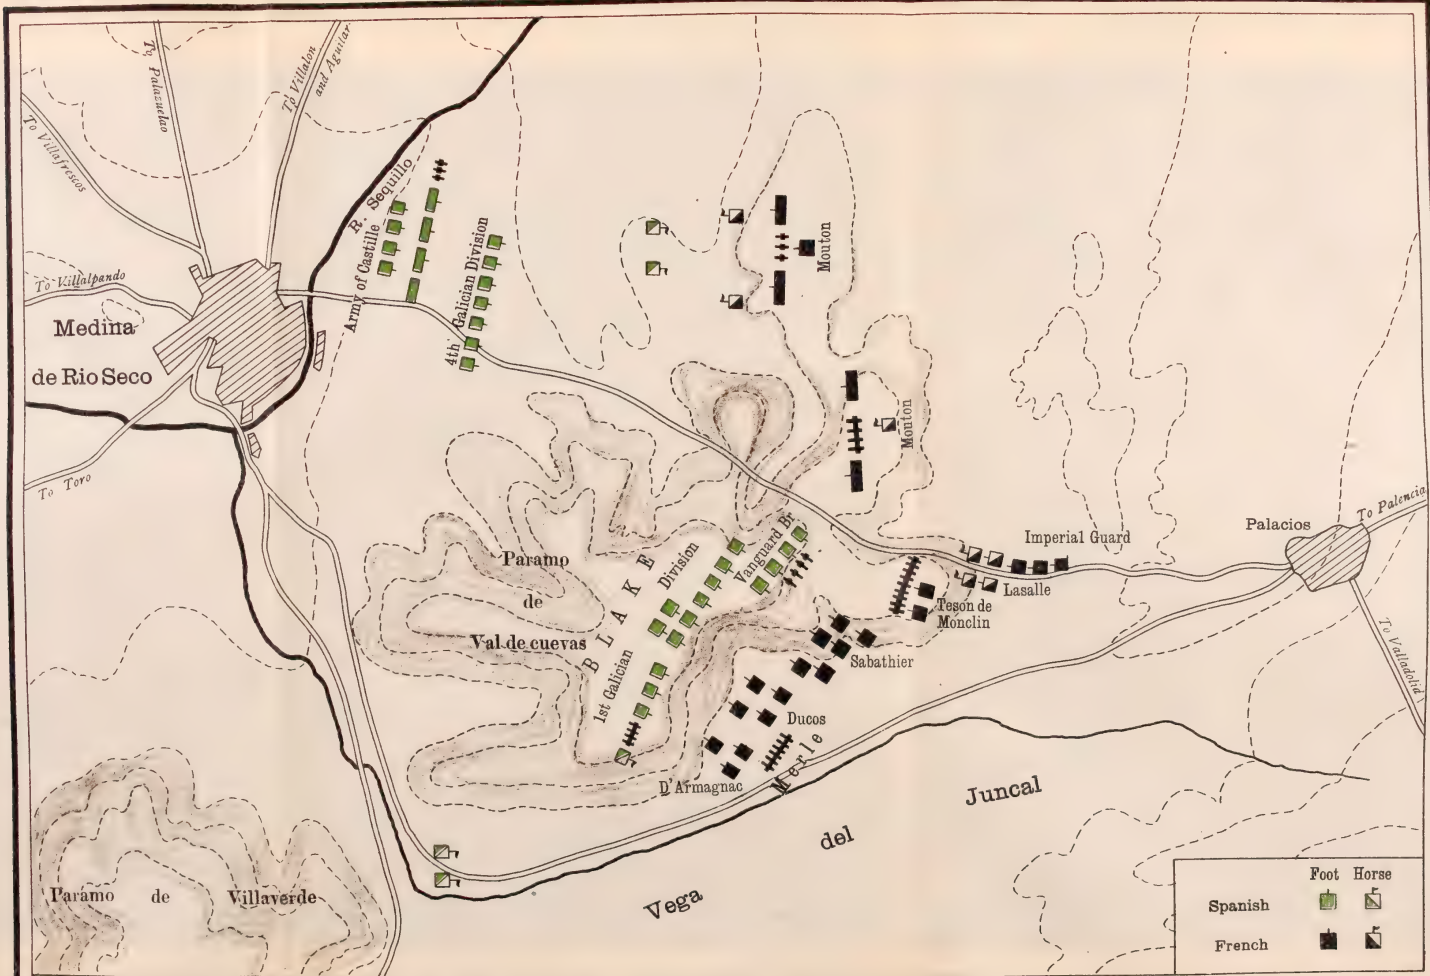 To Palazuelao
To Villalon
and Aguilar
To Villafrescos
R. Sequillo
Army of Castille
4th Galician Division
To Villalpando
Medina
de Rio Seco
To Toro
Mouton
Mouton
Imperial Guard
Lasalle
Palacios
To Palencia
To Valladolid
Paramo
de
Val de cuevas
BLAKE
1st Galician
Division
Vanguard Br
Teson de
Monclin
Sabathier
Ducos
Merle
D'Armagnac
Juncal
del
Vega
Paramo de Villaverde
Foot Horse
Spanish
French